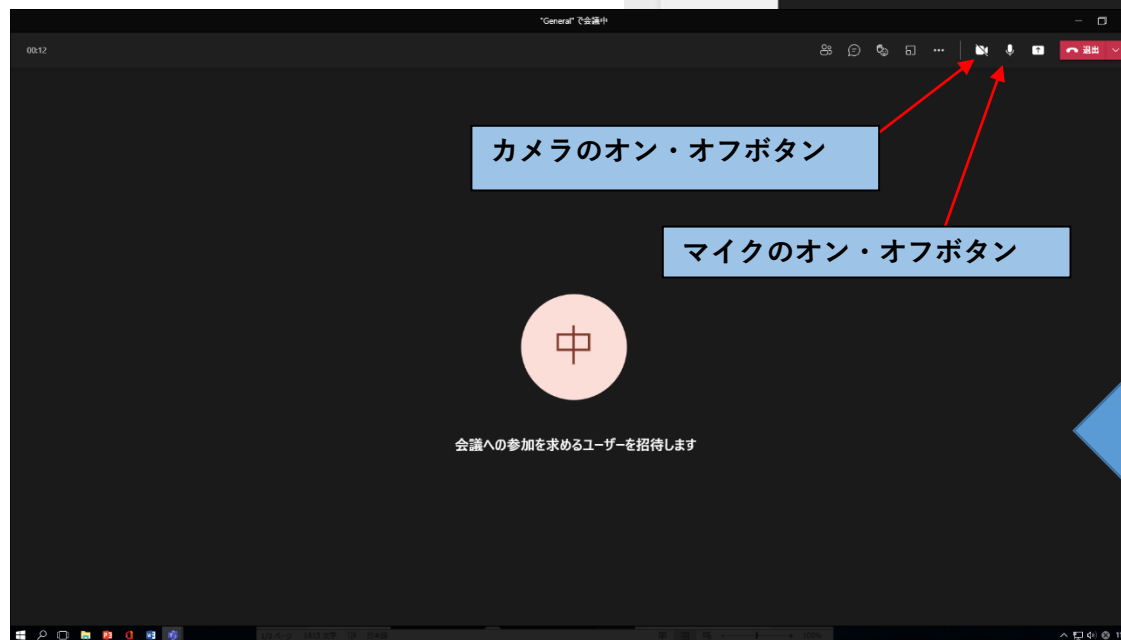 "General" で会議中
00:12
退出
カメラのオン・オフボタン
マイクのオン・オフボタン
中
会議への参加を求めるユーザーを招待します
100%